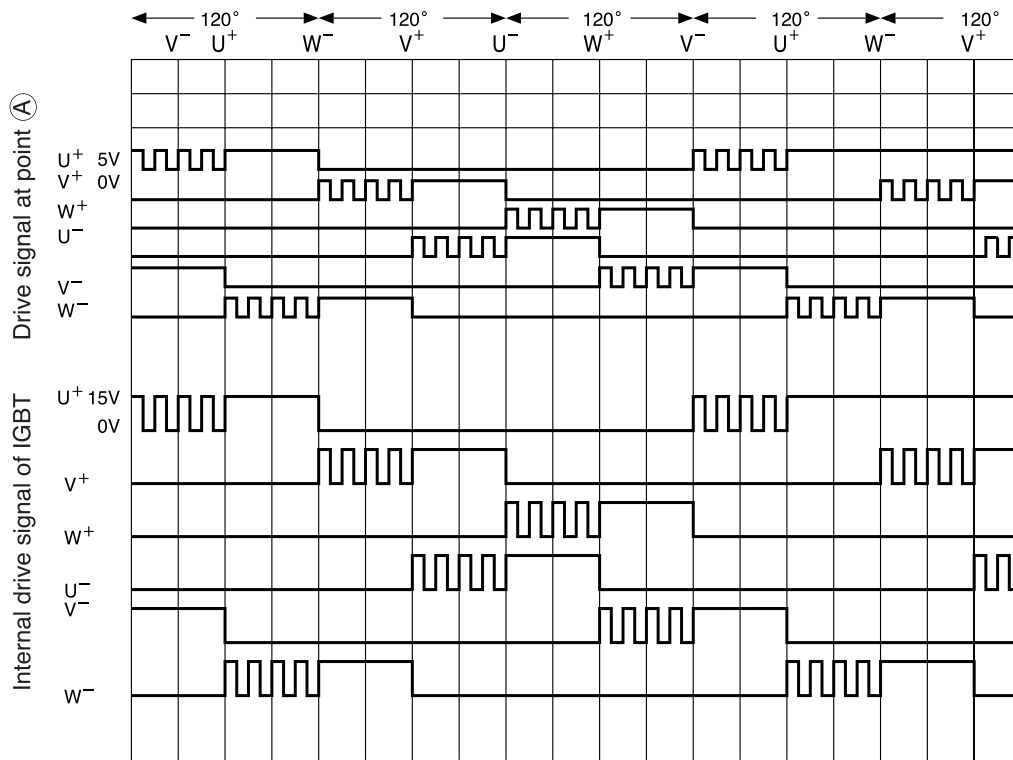 120° 120° 120° 120° 120°
V⁻ U⁺ W⁻ V⁺ U⁻ W⁺ V⁻ U⁺ W⁻ V⁺
Drive signal at point Ⓐ
U⁺ 5V
V⁺ 0V
W⁺
U⁻
V⁻
W⁻
Internal drive signal of IGBT
U⁺ 15V
0V
V⁺
W⁺
U⁻
V⁻
W⁻